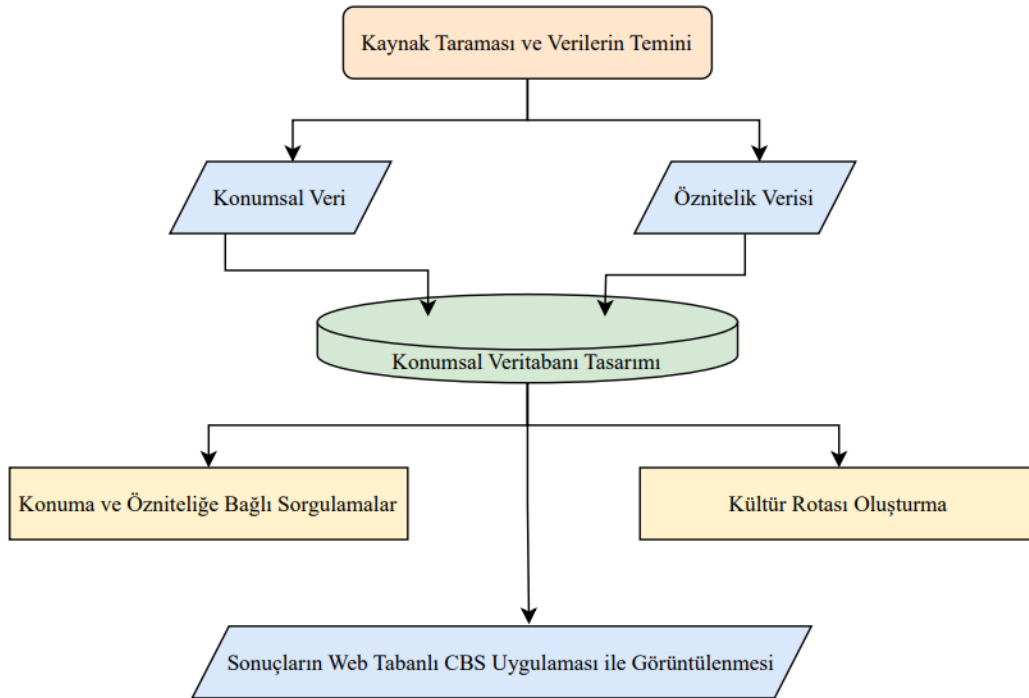 Kaynak Taraması ve Verilerin Temini
Konumsal Veri
Öznitelik Verisi
Konumsal Veritabanı Tasarımı
Konuma ve Özniteliğe Bağlı Sorgulamalar
Kültür Rotası Oluşturma
Sonuçların Web Tabanlı CBS Uygulaması ile Görüntülenmesi